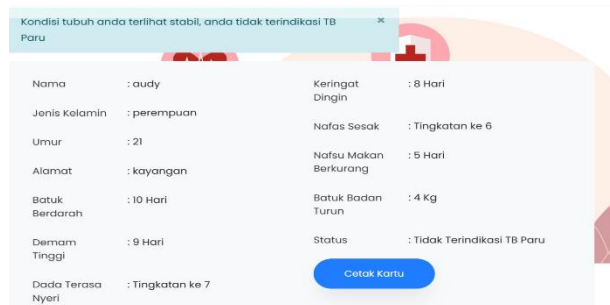 Kondisi tubuh anda terlihat stabil, anda tidak terindikasi TB
Paru
×
Nama : audy
Jenis Kelamin : perempuan
Umur : 21
Alamat : kayangan
Batuk : 10 Hari
Berdarah
Demam : 9 Hari
Tinggi
Dada Terasa : Tingkatan ke 7
Nyeri
Keringat : 8 Hari
Dingin
Nafas Sesak : Tingkatan ke 6
Nafsu Makan : 5 Hari
Berkurang
Batuk Badan : 4 Kg
Turun
Status : Tidak Terindikasi TB Paru
Cetak Kartu